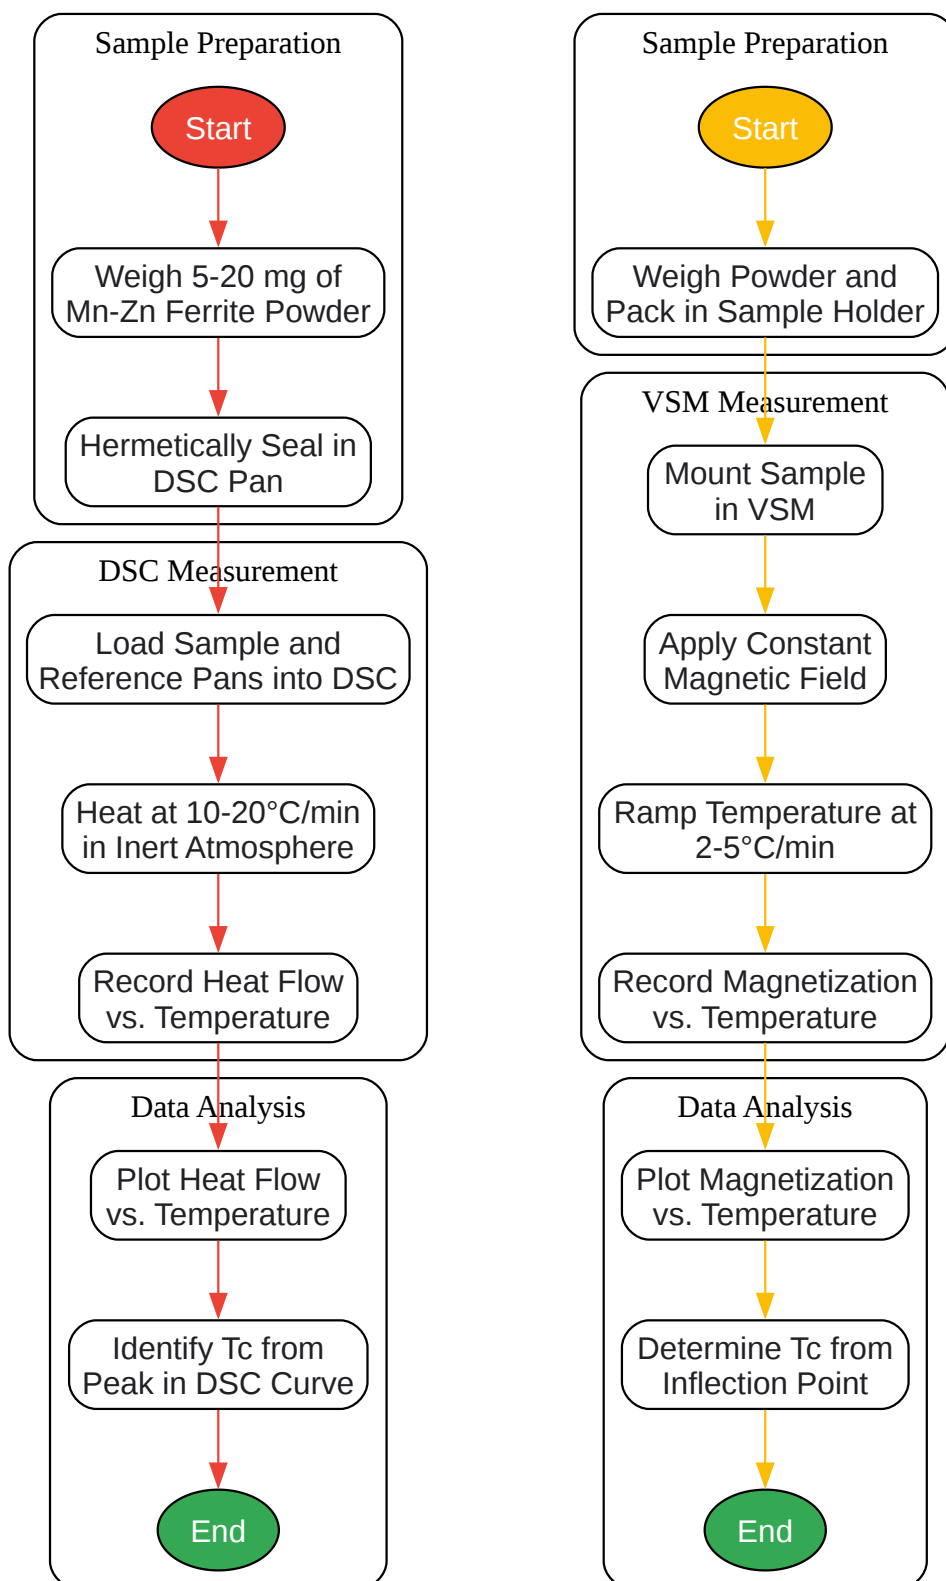 Sample Preparation
Start
Weigh 5-20 mg of
Mn-Zn Ferrite Powder
Hermetically Seal in
DSC Pan
DSC Measurement
Load Sample and
Reference Pans into DSC
Heat at 10-20°C/min
in Inert Atmosphere
Record Heat Flow
vs. Temperature
Data Analysis
Plot Heat Flow
vs. Temperature
Identify Tc from
Peak in DSC Curve
End
Sample Preparation
Start
Weigh Powder and
Pack in Sample Holder
VSM Measurement
Mount Sample
in VSM
Apply Constant
Magnetic Field
Ramp Temperature at
2-5°C/min
Record Magnetization
vs. Temperature
Data Analysis
Plot Magnetization
vs. Temperature
Determine Tc from
Inflection Point
End